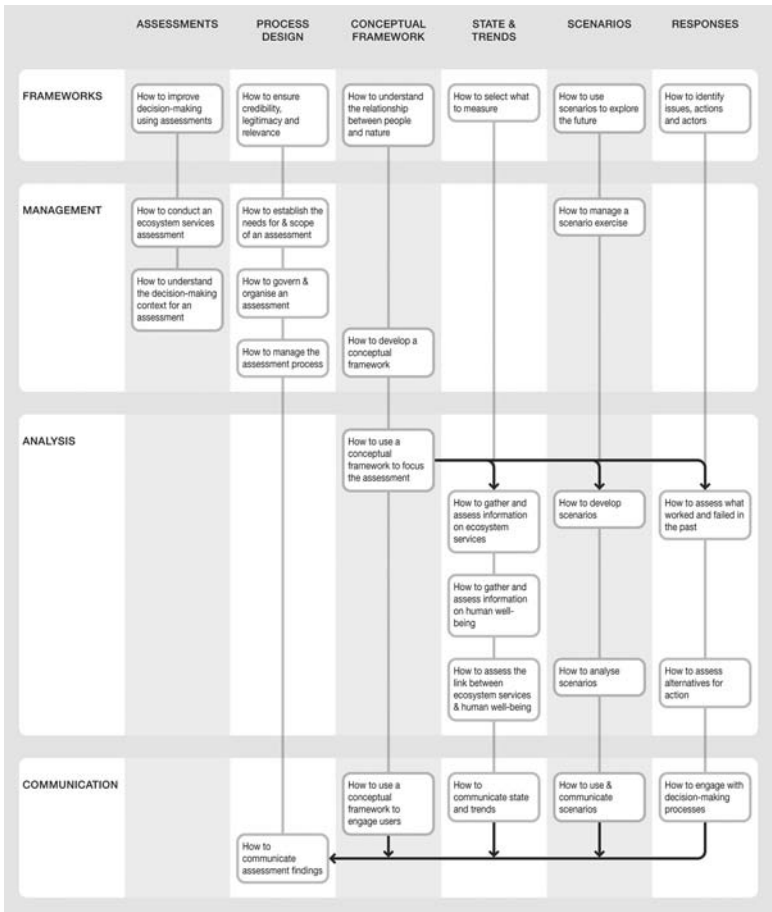 ASSESSMENTS
PROCESS
DESIGN
CONCEPTUAL
FRAMEWORK
STATE &
TRENDS
SCENARIOS
RESPONSES
FRAMEWORKS
How to improve
decision-making
using assessments
How to ensure
credibility,
legitimacy and
relevance
How to understand
the relationship
between people
and nature
How to select what
to measure
How to use
scenarios to explore
the future
How to identify
issues, actions
and actors
MANAGEMENT
How to conduct an
ecosystem services
assessment
How to understand
the decision-making
context for an
assessment
How to establish the
needs for & scope
of an assessment
How to govern &
organise an
assessment
How to manage the
assessment process
How to develop a
conceptual
framework
How to manage a
scenario exercise
ANALYSIS
How to use a
conceptual
framework to focus
the assessment
How to gather and
assess information
on ecosystem
services
How to gather and
assess information
on human well-
being
How to assess the
link between
ecosystem services
& human well-being
How to develop
scenarios
How to analyse
scenarios
How to assess what
worked and failed in
the past
How to assess
alternatives for
action
COMMUNICATION
How to use a
conceptual
framework to
engage users
How to
communicate state
and trends
How to use &
communicate
scenarios
How to engage with
decision-making
processes
How to
communicate
assessment findings